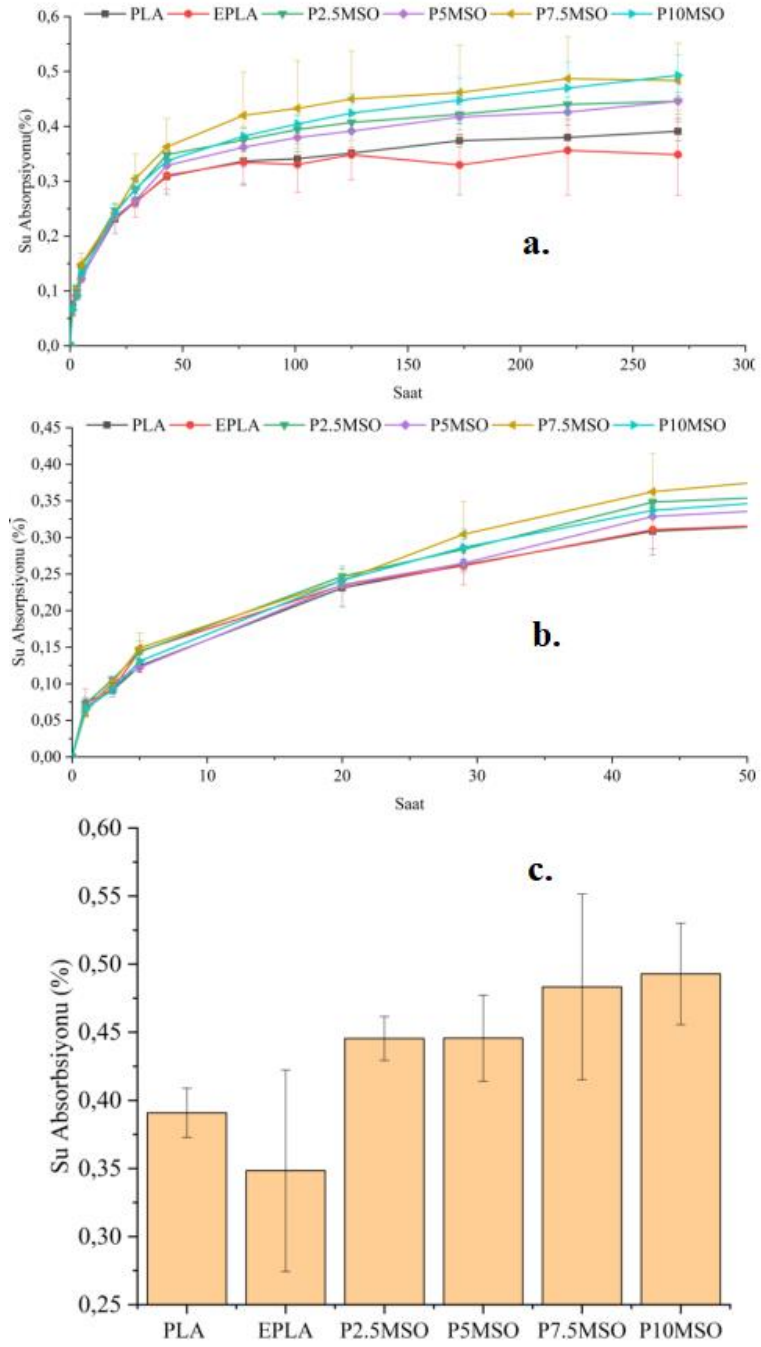 PLA EPLA P2.5MSO P5MSO P7.5MSO P10MSO
0,6
0,5
0,4
0,3
0,2
0,1
0,0
Su Absorpsiyonu(%)
a.
0 50 100 150 200 250 300
Saat
PLA EPLA P2.5MSO P5MSO P7.5MSO P10MSO
0,45
0,40
0,35
0,30
0,25
0,20
0,15
0,10
0,05
0,00
Su Absorpsiyonu (%)
b.
0 10 20 30 40 50
Saat
0,60
0,55
0,50
0,45
0,40
0,35
0,30
0,25
Su Absorbsiyonu (%)
c.
PLA EPLA P2.5MSO P5MSO P7.5MSO P10MSO